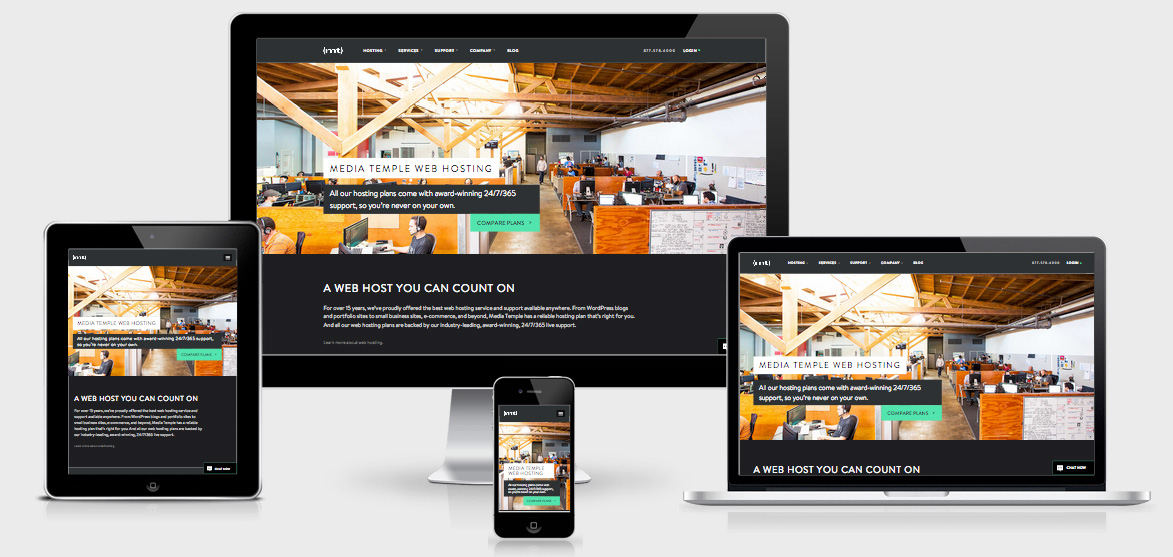 (mt) HOSTING SERVICES SUPPORT COMPANY BLOG 877.578.4000 LOGIN
MEDIA TEMPLE WEB HOSTING
All our hosting plans come with award-winning 24/7/365
support, so you're never on your own.
COMPARE PLANS >
A WEB HOST YOU CAN COUNT ON
For over 15 years, we've proudly offered the best web hosting service and support available anywhere. From WordPress blogs
and portfolio sites to small business sites, e-commerce, and beyond, Media Temple has a reliable hosting plan that's right for you.
And all our web hosting plans are backed by our industry-leading, award-winning, 24/7/365 live support.
Learn more about web hosting.
(mt)
MEDIA TEMPLE WEB HOSTING
All our hosting plans come with award-winning 24/7/365 support,
so you're never on your own.
COMPARE PLANS >
A WEB HOST YOU CAN COUNT ON
For over 15 years, we've proudly offered the best web hosting service and
support available anywhere. From WordPress blogs and portfolio sites to
small business sites, e-commerce, and beyond, Media Temple has a reliable
hosting plan that's right for you. And all our web hosting plans are backed by
our industry-leading, award-winning, 24/7/365 live support.
Learn more about web hosting.
CHAT NOW
(mt)
MEDIA TEMPLE
WEB HOSTING
All our hosting plans come with award-winning 24/7/365 support,
so you're never on your own.
COMPARE PLANS >
(mt) HOSTING SERVICES SUPPORT COMPANY BLOG 877.578.4000 LOGIN
MEDIA TEMPLE WEB HOSTING
All our hosting plans come with award-winning 24/7/365
support, so you're never on your own.
COMPARE PLANS >
A WEB HOST YOU CAN COUNT ON
CHAT NOW